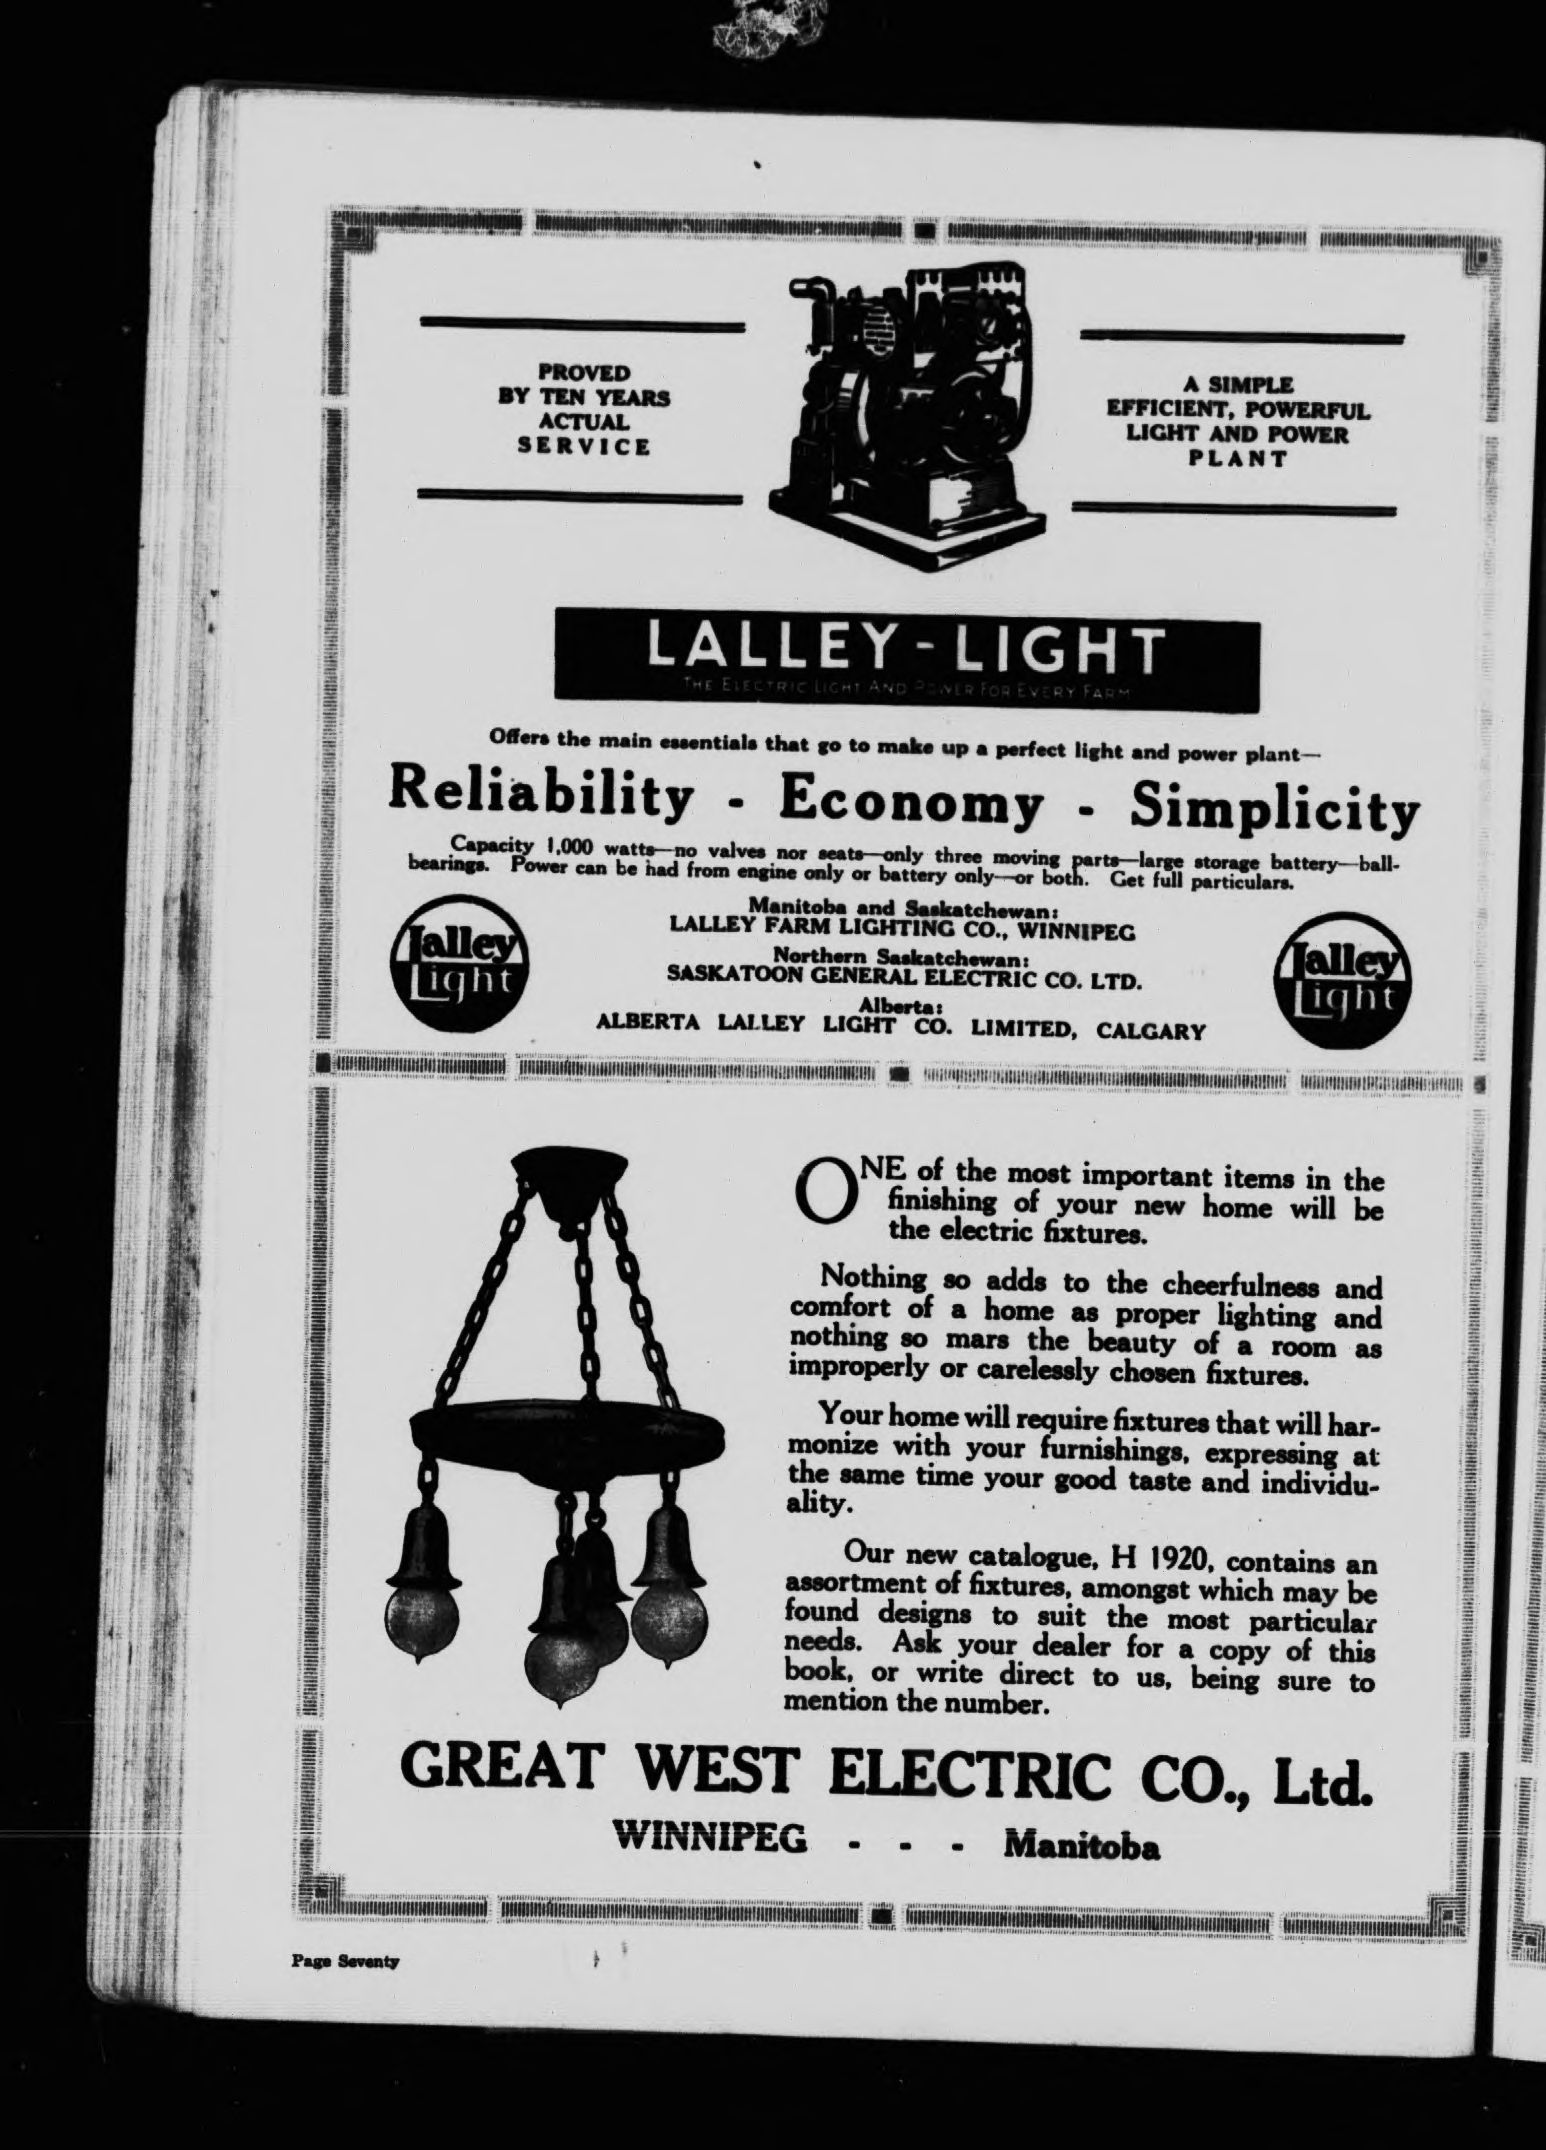 PROVED
BY TEN YEARS
ACTUAL
SERVICE
A SIMPLE
EFFICIENT, POWERFUL
LIGHT AND POWER
PLANT
LALLEY-LIGHT
THE ELECTRIC LIGHT AND POWER FOR EVERY FARM
Offers the main essentials that go to make up a perfect light and power plant—
Reliability - Economy - Simplicity
Capacity 1,000 watts—no valves nor seats—only three moving parts—large storage battery—ball-
bearings. Power can be had from engine only or battery only—or both. Get full particulars.
Manitoba and Saskatchewan:
LALLEY FARM LIGHTING CO., WINNIPEG
Northern Saskatchewan:
SASKATOON GENERAL ELECTRIC CO. LTD.
Alberta:
ALBERTA LALLEY LIGHT CO. LIMITED, CALGARY
Lalley
Light
Lalley
Light
ONE of the most important items in the
finishing of your new home will be
the electric fixtures.
Nothing so adds to the cheerfulness and
comfort of a home as proper lighting and
nothing so mars the beauty of a room as
improperly or carelessly chosen fixtures.
Your home will require fixtures that will har-
monize with your furnishings, expressing at
the same time your good taste and individu-
ality.
Our new catalogue, H 1920, contains an
assortment of fixtures, amongst which may be
found designs to suit the most particular
needs. Ask your dealer for a copy of this
book, or write direct to us, being sure to
mention the number.
GREAT WEST ELECTRIC CO., Ltd.
WINNIPEG - - - Manitoba
Page Seventy